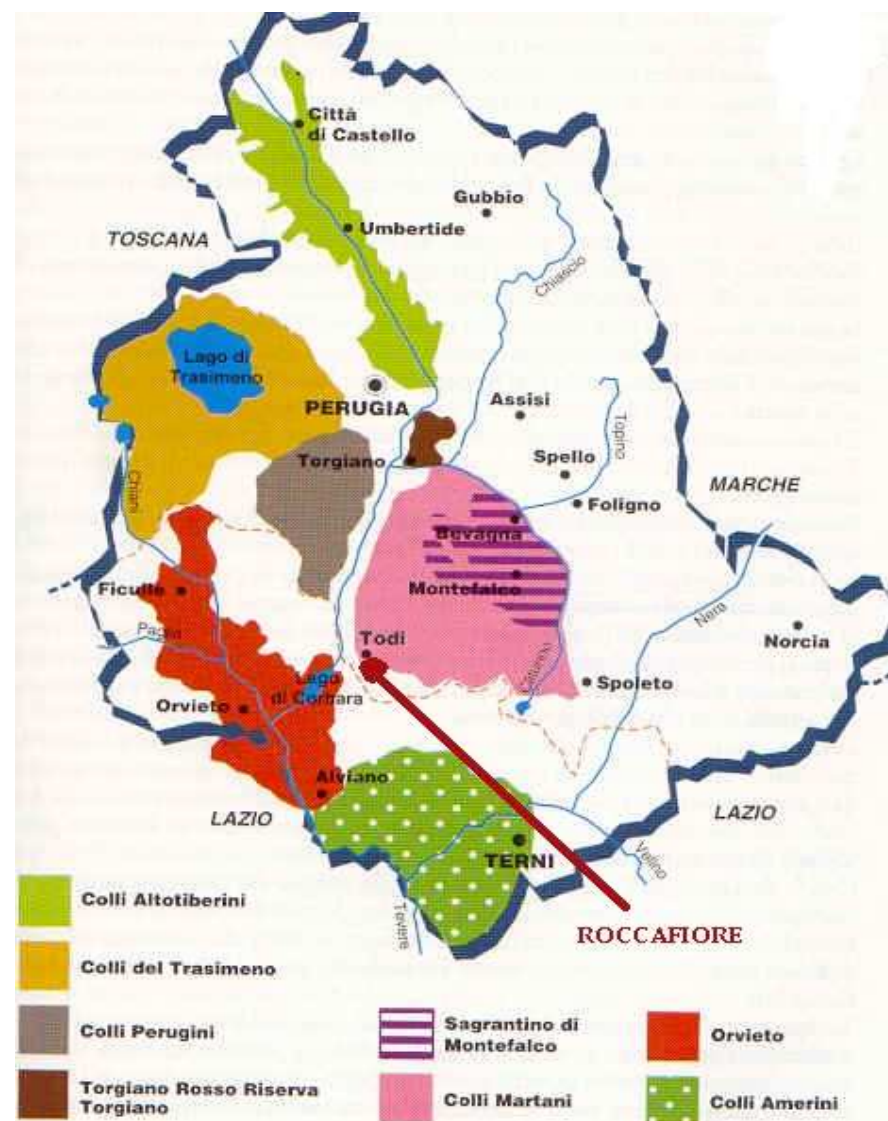 Città
di Castello
Gubbio
TOSCANA
Umbertide
Chiascio
Lago di
Trasimeno
PERUGIA
Assisi
Topino
Torgiano
Spello
MARCHE
Chiani
Foligno
Bevagna
Ficulle
Montefalco
Nera
Paglia
Todi
Norcia
Lago
di Corbara
Clitunno
Spoleto
Orvieto
Alviano
LAZIO
LAZIO
TERNI
Velino
Tevere
ROCCAFIORE
Colli Altotiberini
Colli del Trasimeno
Colli Perugini
Sagrantino di
Montefalco
Orvieto
Torgiano Rosso Riserva
Torgiano
Colli Martani
Colli Amerini